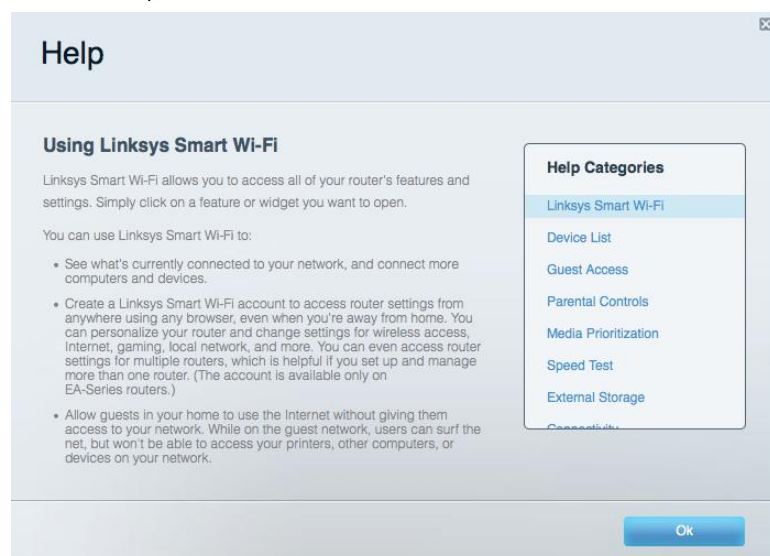 Help
Using Linksys Smart Wi-Fi
Linksys Smart Wi-Fi allows you to access all of your router's features and
settings. Simply click on a feature or widget you want to open.
You can use Linksys Smart Wi-Fi to:
• See what's currently connected to your network, and connect more
computers and devices.
• Create a Linksys Smart Wi-Fi account to access router settings from
anywhere using any browser, even when you're away from home. You
can personalize your router and change settings for wireless access,
Internet, gaming, local network, and more. You can even access router
settings for multiple routers, which is helpful if you set up and manage
more than one router. (The account is available only on
EA-Series routers.)
• Allow guests in your home to use the Internet without giving them
access to your network. While on the guest network, users can surf the
net, but won't be able to access your printers, other computers, or
devices on your network.
Help Categories
Linksys Smart Wi-Fi
Device List
Guest Access
Parental Controls
Media Prioritization
Speed Test
External Storage
Connectivity
Ok